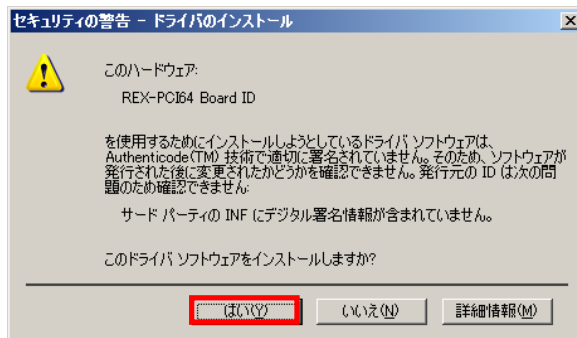 セキュリティの警告 - ドライバのインストール
このハードウェア:
REX-PCI64 Board ID
を使用するためにインストールしようとしているドライバ ソフトウェアは、
Authenticode(TM) 技術で適切に署名されていません。そのため、ソフトウェアが
発行された後に変更されたかどうかを確認できません。発行元の ID は次の問
題のため確認できません:
サード パーティの INF にデジタル署名情報が含まれていません。
このドライバ ソフトウェアをインストールしますか?
はい(Y) いいえ(N) 詳細情報(M)